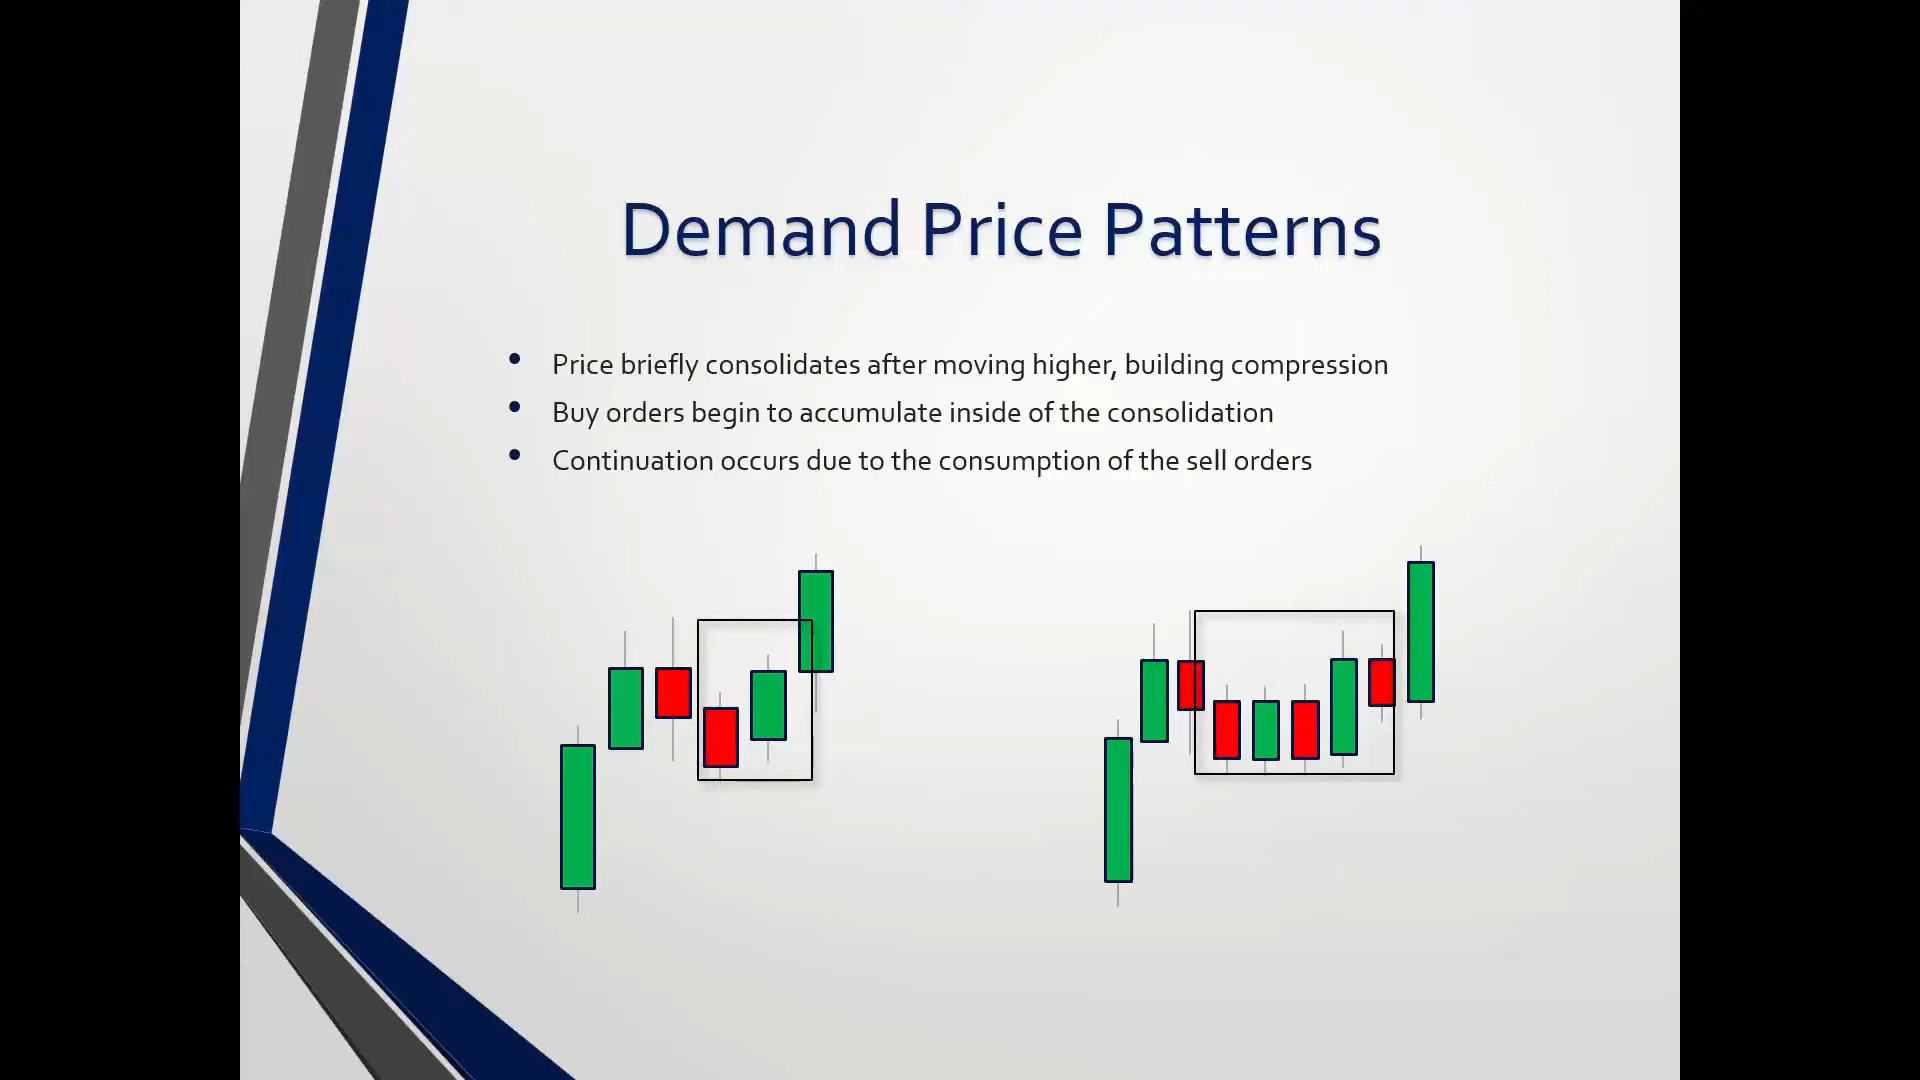 Demand Price Patterns
• Price briefly consolidates after moving higher, building compression
• Buy orders begin to accumulate inside of the consolidation
• Continuation occurs due to the consumption of the sell orders